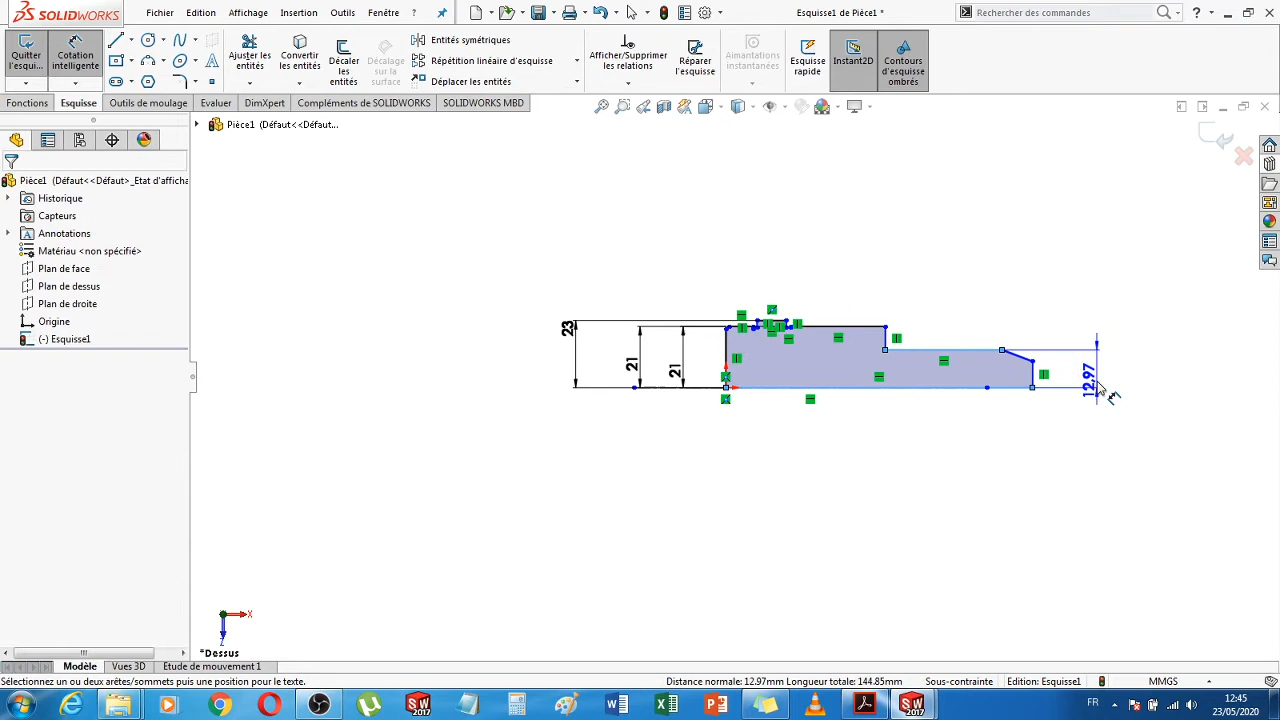 SOLIDWORKS
Fichier Edition Affichage Insertion Outils Fenêtre
Esquisse1 de Pièce1 *
Rechercher des commandes
?
Quitter l'esqui...
Cotation intelligente
Ajuster les entités
Convertir les entités
Décaler les entités
Décalage sur la surface
Entités symétriques
Répétition linéaire d'esquisse
Déplacer les entités
Afficher/Supprimer les relations
Réparer l'esquisse
Aimantations instantanées
Esquisse rapide
Instant2D
Contours d'esquisse ombrés
Fonctions Esquisse Outils de moulage Evaluer DimXpert Compléments de SOLIDWORKS SOLIDWORKS MBD
Pièce1 (Défaut<<Défaut...
Pièce1 (Défaut<<Défaut>_Etat d'afficha
Historique
Capteurs
Annotations
Matériau <non spécifié>
Plan de face
Plan de dessus
Plan de droite
Origine
(-) Esquisse1
23
21
21
12,97
X
Z
*Dessus
Modèle Vues 3D Etude de mouvement 1
Sélectionnez un ou deux arêtes/sommets puis une position pour le texte.
Distance normale: 12.97mm Longueur totale: 144.85mm
Sous-contrainte
Edition: Esquisse1
MMGS
FR
12:45
23/05/2020